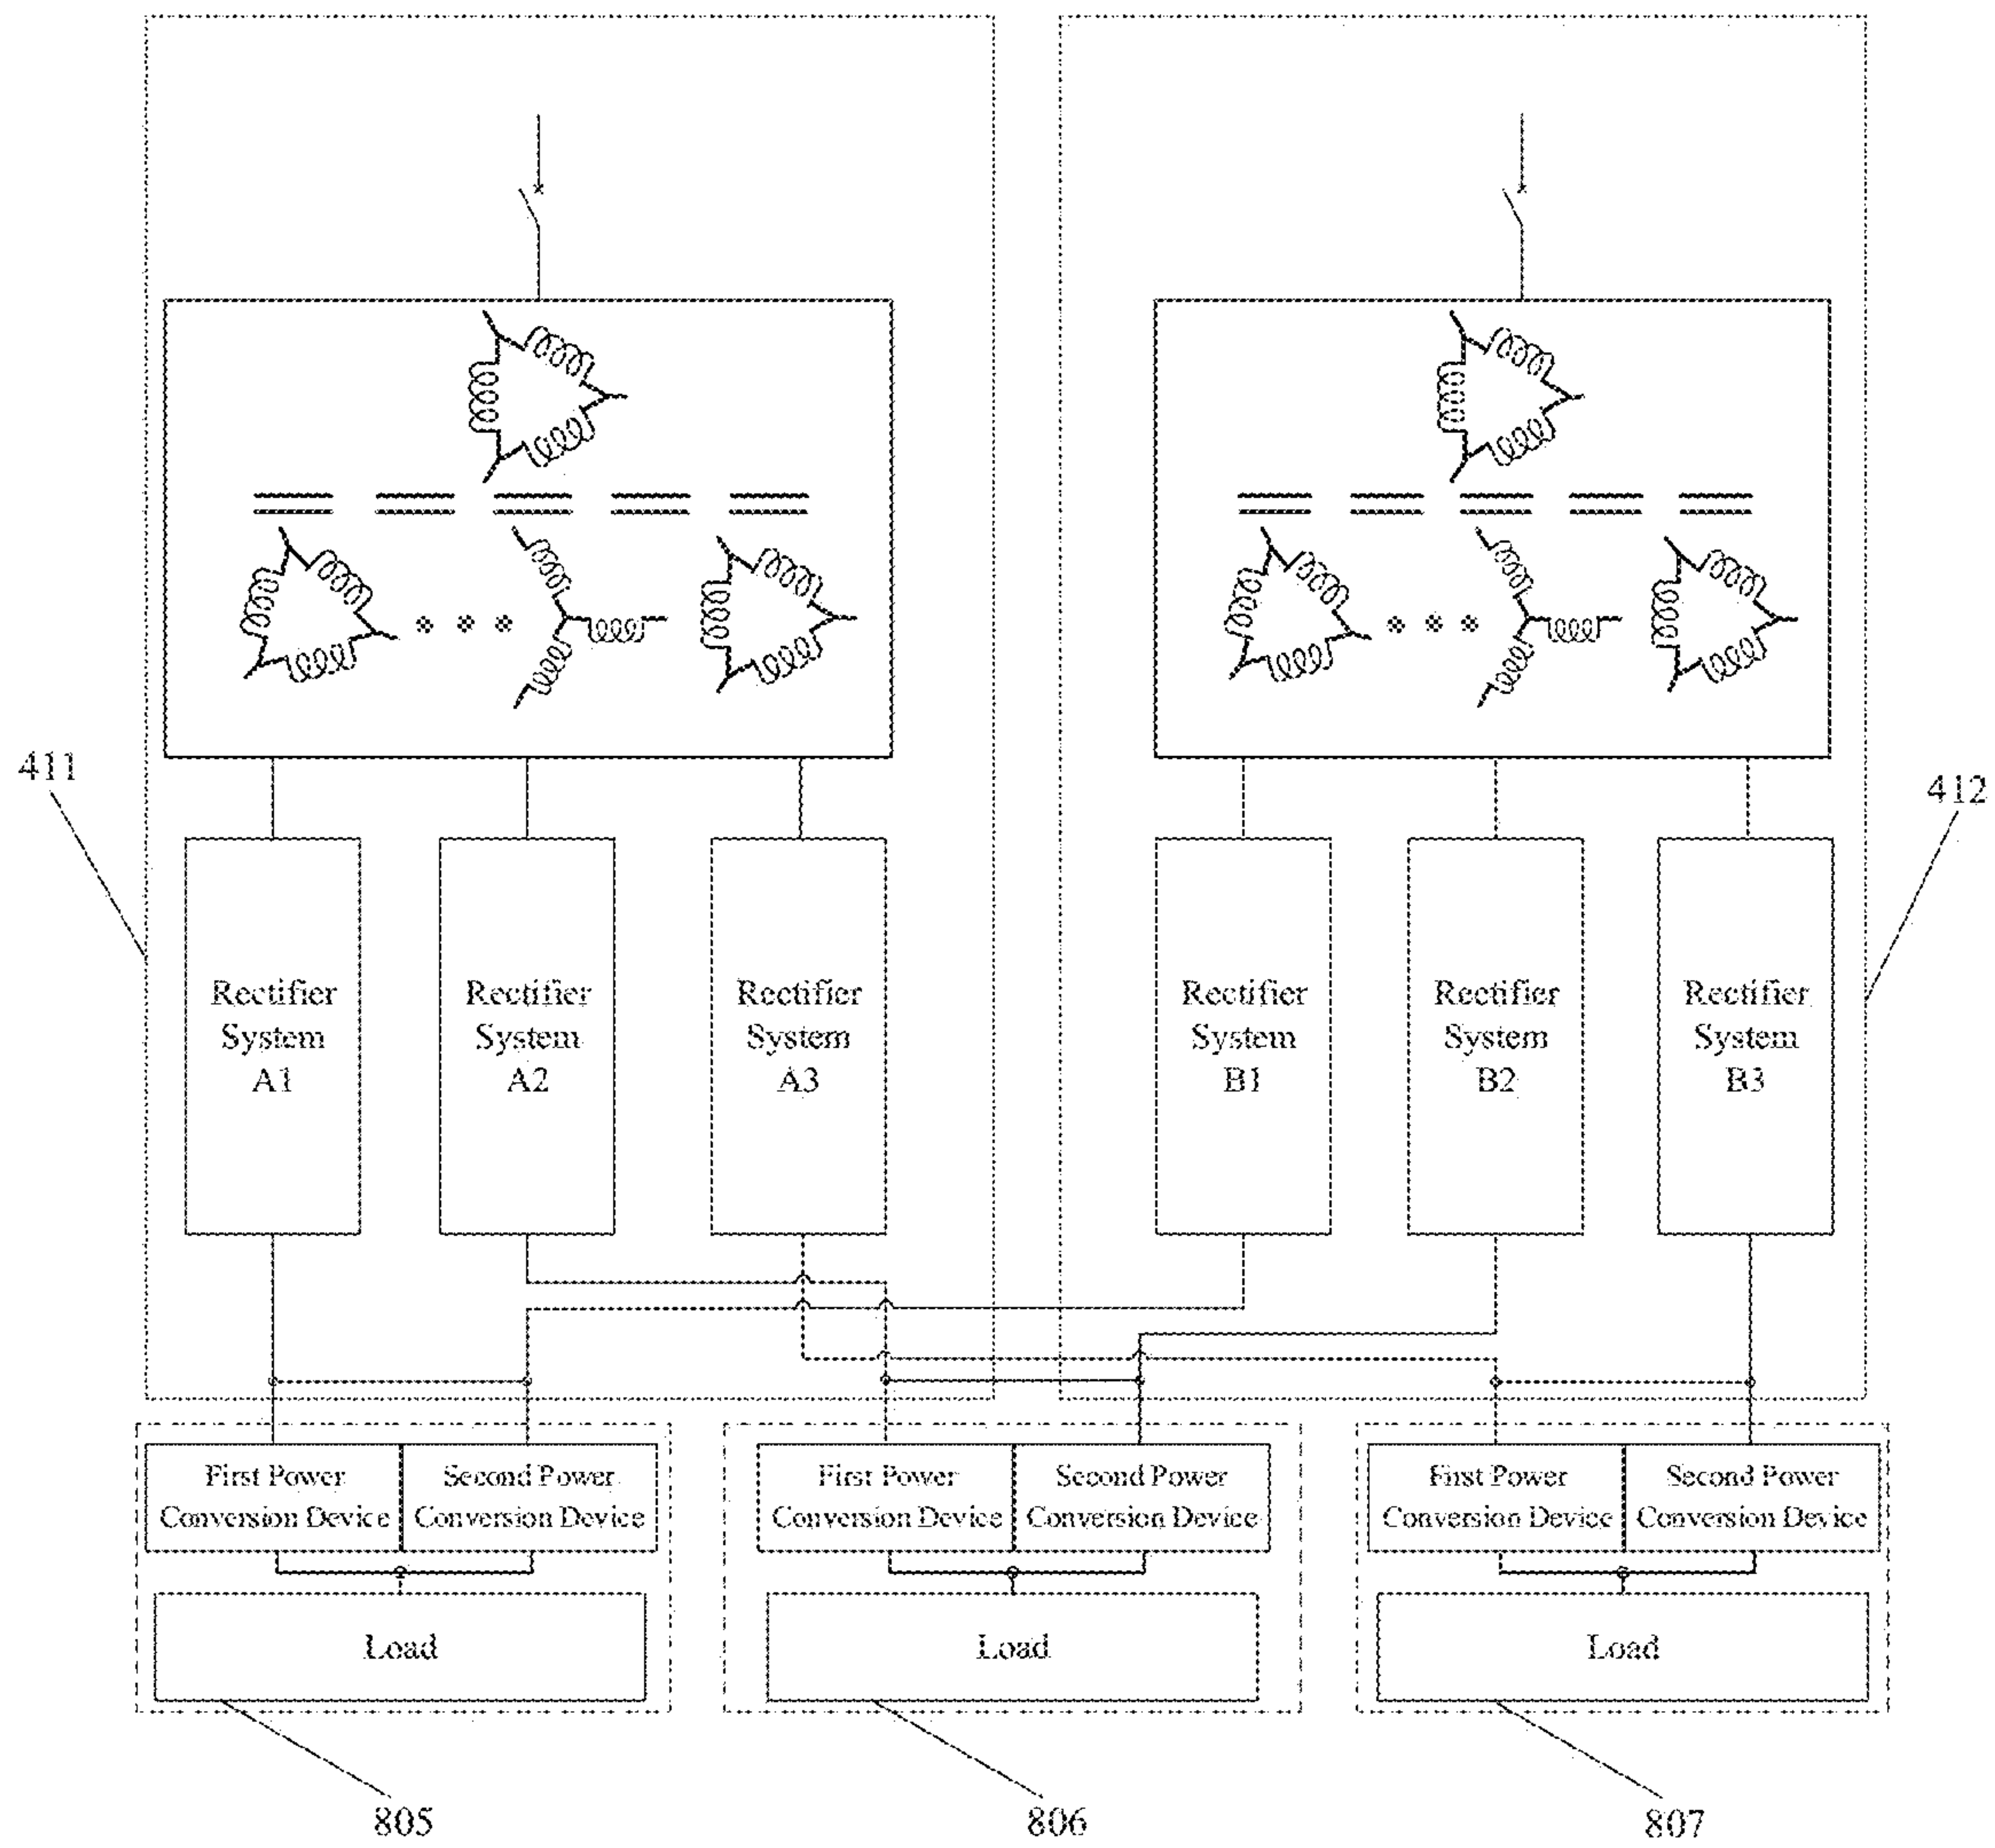 411
412
Rectifier
System
A1
Rectifier
System
A2
Rectifier
System
A3
Rectifier
System
B1
Rectifier
System
B2
Rectifier
System
B3
First Power
Conversion Device
Second Power
Conversion Device
First Power
Conversion Device
Second Power
Conversion Device
First Power
Conversion Device
Second Power
Conversion Device
Load
Load
Load
805
806
807